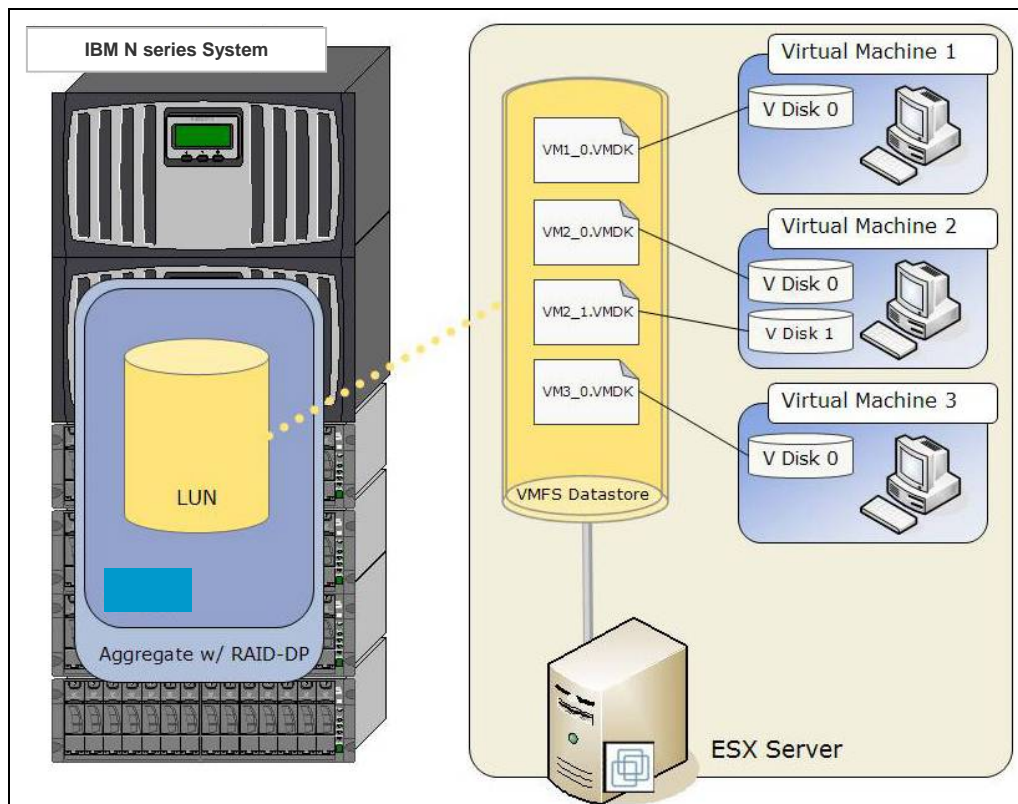 IBM N series System
LUN
Aggregate w/ RAID-DP
VM1_0.VMDK
VM2_0.VMDK
VM2_1.VMDK
VM3_0.VMDK
VMFS Datastore
Virtual Machine 1
V Disk 0
Virtual Machine 2
V Disk 0
V Disk 1
Virtual Machine 3
V Disk 0
ESX Server